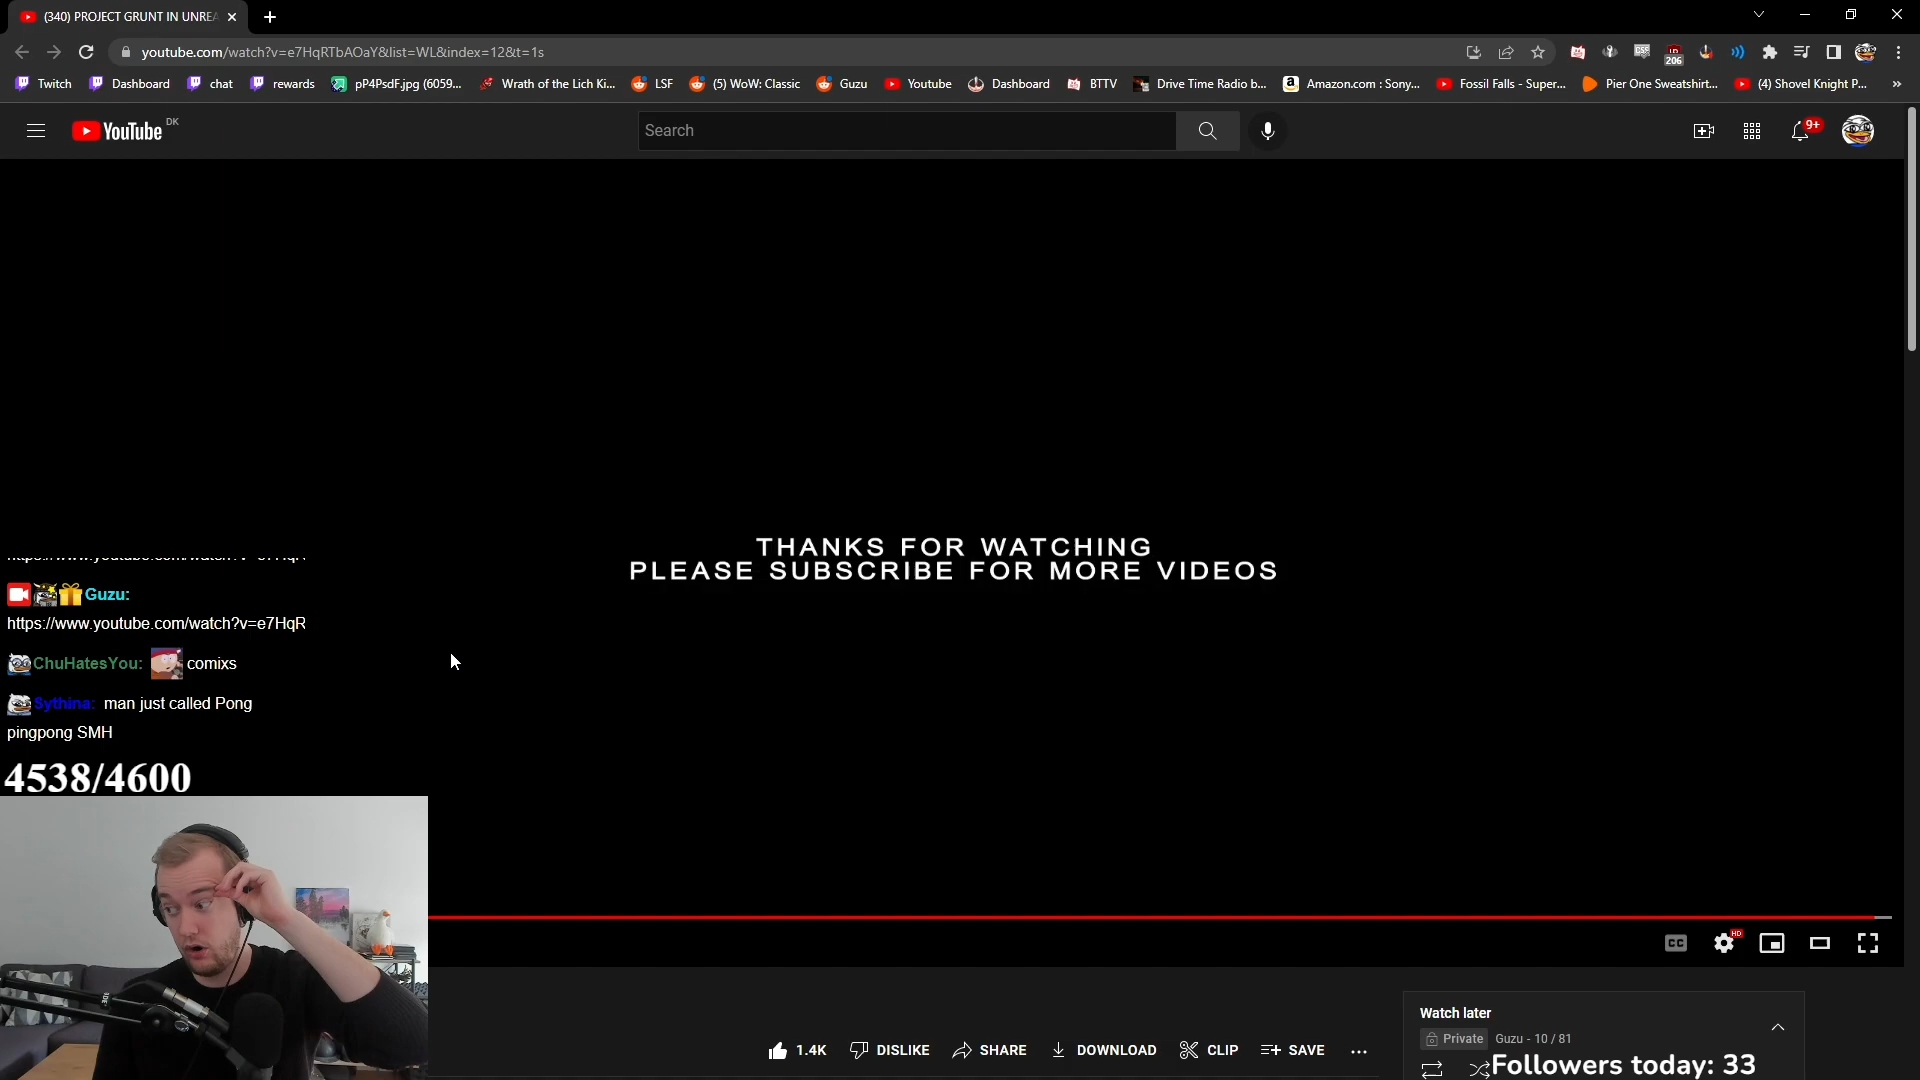 (340) PROJECT GRUNT IN UNREA
youtube.com/watch?v=e7HqRTbAOaY&list=WL&index=12&t=1s
206
Twitch Dashboard chat rewards pP4PsdF.jpg (6059... Wrath of the Lich Ki... LSF (5) WoW: Classic Guzu Youtube Dashboard BTTV Drive Time Radio b... Amazon.com : Sony... Fossil Falls - Super... Pier One Sweatshirt... (4) Shovel Knight P... »
YouTube DK
Search
9+
THANKS FOR WATCHING
PLEASE SUBSCRIBE FOR MORE VIDEOS
Guzu:
https://www.youtube.com/watch?v=e7HqR
ChuHatesYou: comixs
Sythina: man just called Pong
pingpong SMH
4538/4600
CC HD
1.4K DISLIKE SHARE DOWNLOAD CLIP SAVE ...
Watch later
Private Guzu - 10 / 81
Followers today: 33